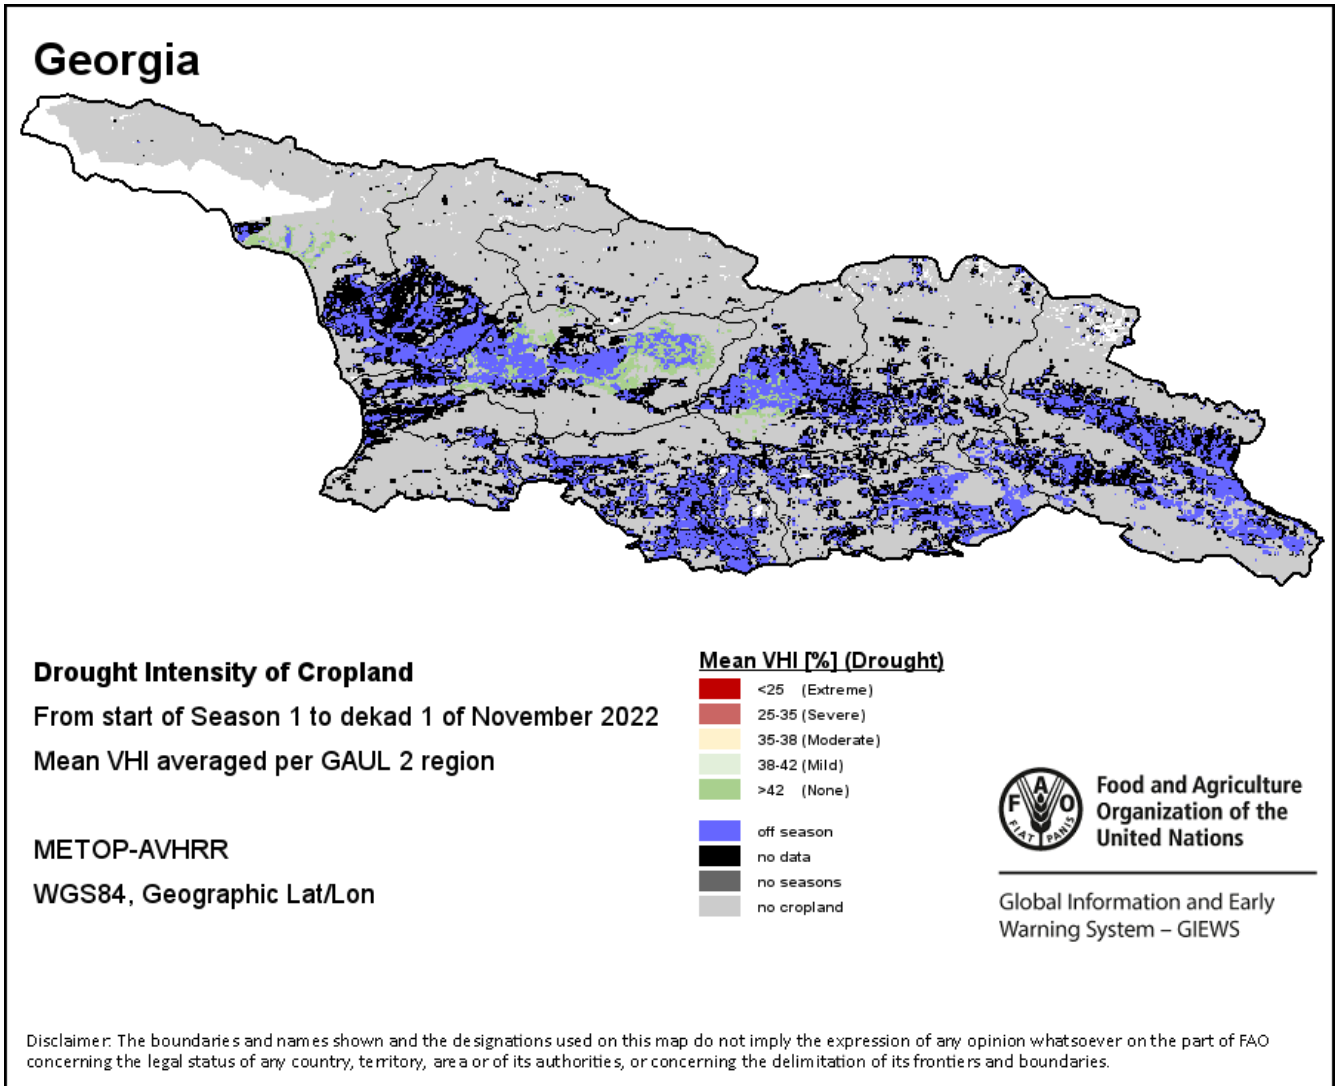 Georgia
Drought Intensity of Cropland
From start of Season 1 to dekad 1 of November 2022
Mean VHI averaged per GAUL 2 region
METOP-AVHRR
WGS84, Geographic Lat/Lon
Mean VHI [%] (Drought)
<25 (Extreme)
25-35 (Severe)
35-38 (Moderate)
38-42 (Mild)
>42 (None)
off season
no data
no seasons
no cropland
F A O
FIAT PANIS
Food and Agriculture
Organization of the
United Nations
Global Information and Early
Warning System – GIEWS
Disclaimer: The boundaries and names shown and the designations used on this map do not imply the expression of any opinion whatsoever on the part of FAO
concerning the legal status of any country, territory, area or of its authorities, or concerning the delimitation of its frontiers and boundaries.